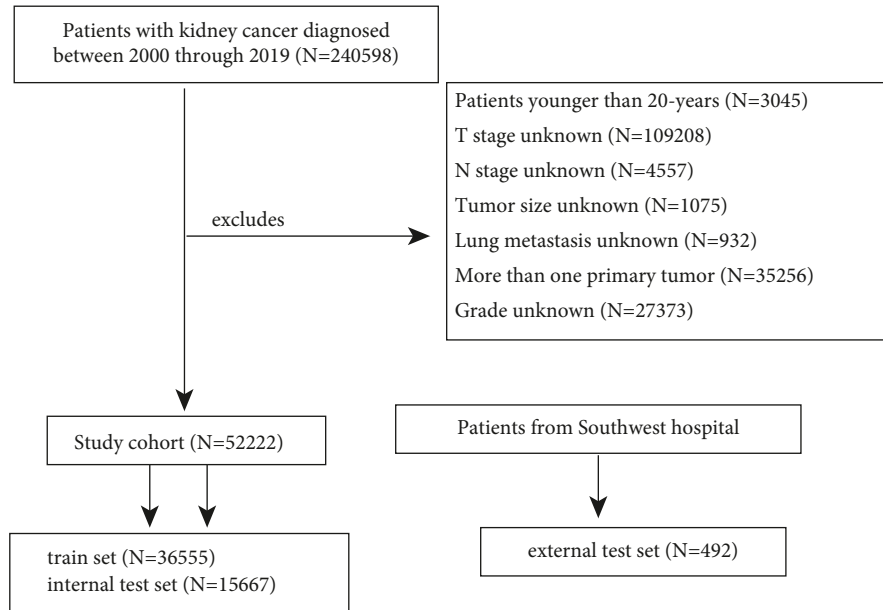 Patients with kidney cancer diagnosed
between 2000 through 2019 (N=240598)
Patients younger than 20-years (N=3045)
T stage unknown (N=109208)
N stage unknown (N=4557)
Tumor size unknown (N=1075)
Lung metastasis unknown (N=932)
More than one primary tumor (N=35256)
Grade unknown (N=27373)
excludes
Study cohort (N=52222)
Patients from Southwest hospital
train set (N=36555)
internal test set (N=15667)
external test set (N=492)